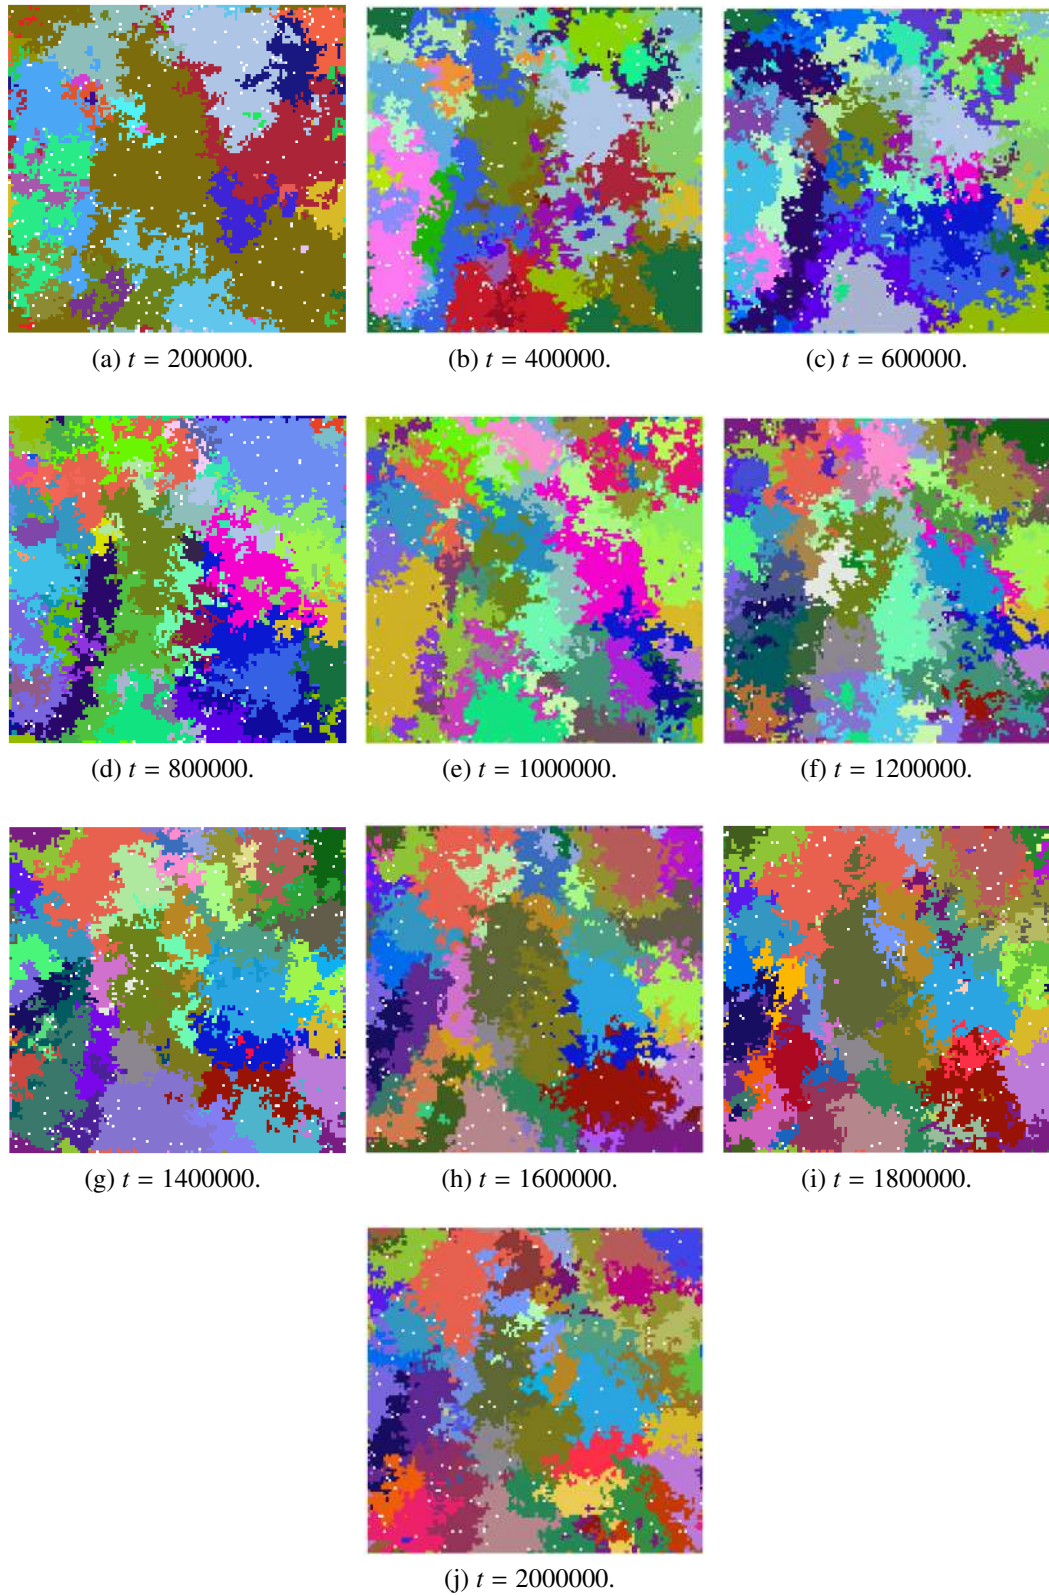 (a) t = 200000.
(b) t = 400000.
(c) t = 600000.
(d) t = 800000.
(e) t = 1000000.
(f) t = 1200000.
(g) t = 1400000.
(h) t = 1600000.
(i) t = 1800000.
(j) t = 2000000.